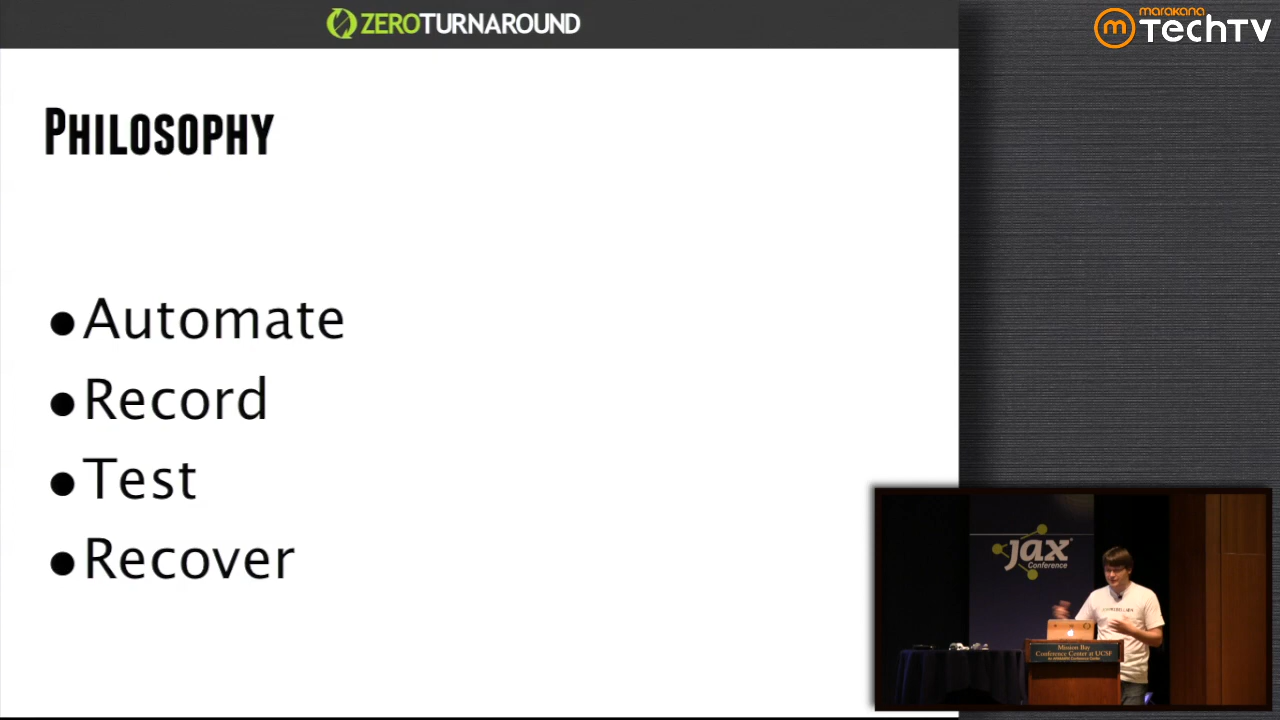 ZEROTURNAROUND
marakana
m TechTV
PHILOSOPHY
•Automate
•Record
•Test
•Recover
jax
Conference
Mission Bay
Conference Center at UCSF